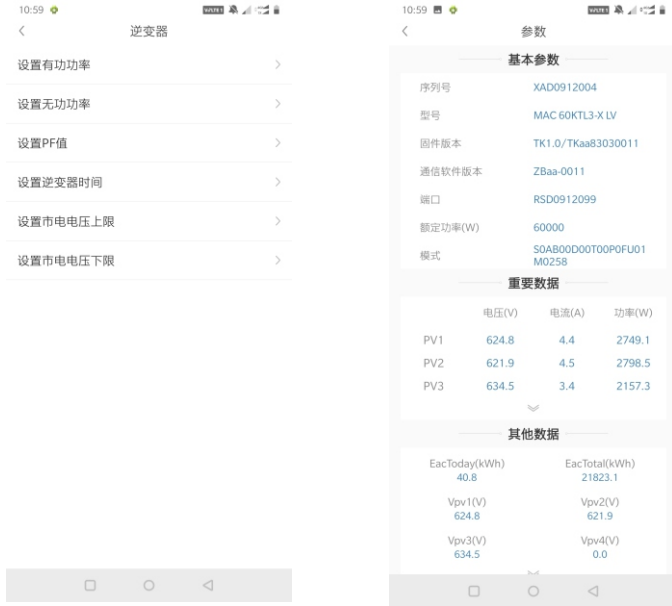 10:59
逆变器
设置有功功率
设置无功功率
设置PF值
设置逆变器时间
设置市电电压上限
设置市电电压下限
10:59
参数
基本参数
序列号 XAD0912004
型号 MAC 60KTL3-X LV
固件版本 TK1.0/TKaa83030011
通信软件版本 ZBaa-0011
端口 RSD0912099
额定功率(W) 60000
模式 S0AB00D00T00P0FU01
M0258
重要数据
电压(V) 电流(A) 功率(W)
PV1 624.8 4.4 2749.1
PV2 621.9 4.5 2798.5
PV3 634.5 3.4 2157.3
其他数据
EacToday(kWh) EacTotal(kWh)
40.8 21823.1
Vpv1(V) Vpv2(V)
624.8 621.9
Vpv3(V) Vpv4(V)
634.5 0.0